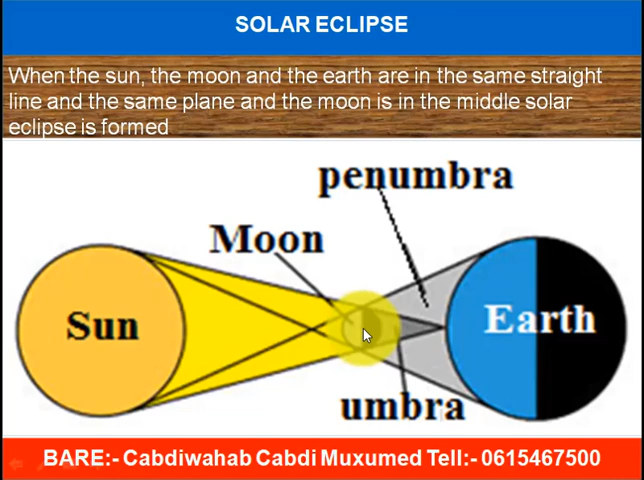 SOLAR ECLIPSE
When the sun, the moon and the earth are in the same straight
line and the same plane and the moon is in the middle solar
eclipse is formed
penumbra
Moon
Sun
Earth
umbra
BARE:- Cabdiwahab Cabdi Muxumed Tell:- 0615467500